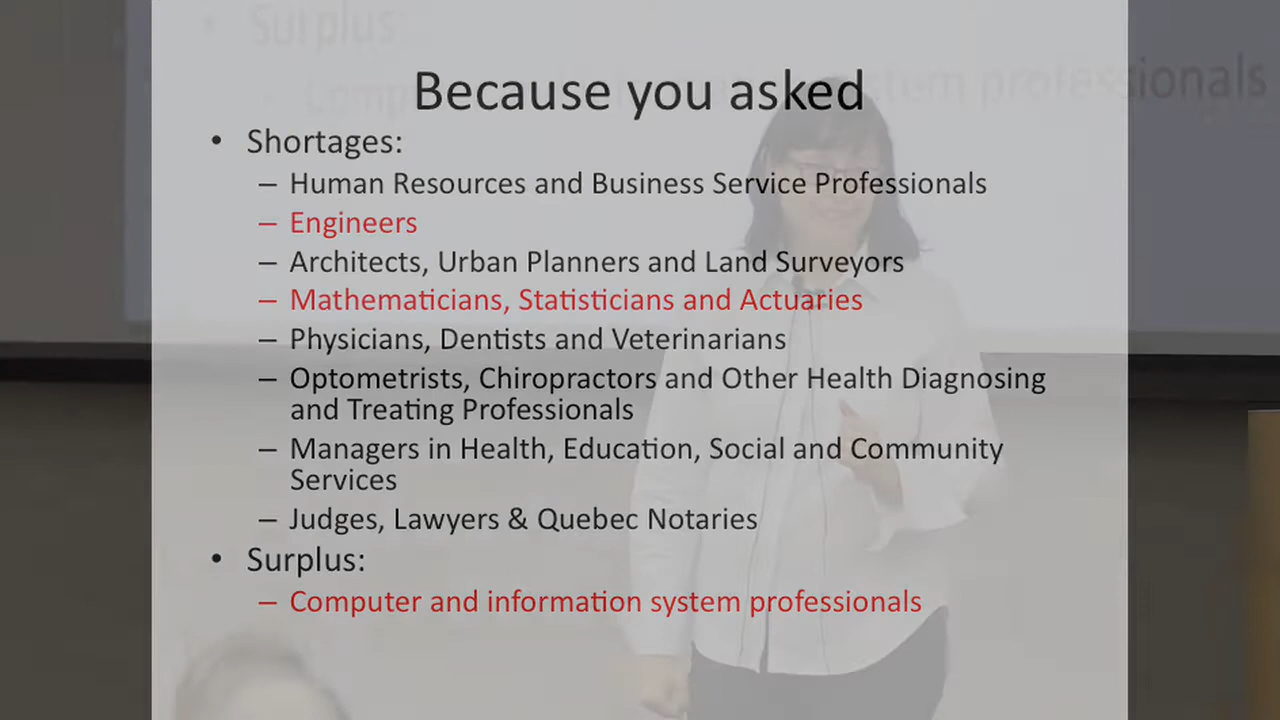 Because you asked
• Shortages:
– Human Resources and Business Service Professionals
– Engineers
– Architects, Urban Planners and Land Surveyors
– Mathematicians, Statisticians and Actuaries
– Physicians, Dentists and Veterinarians
– Optometrists, Chiropractors and Other Health Diagnosing
and Treating Professionals
– Managers in Health, Education, Social and Community
Services
– Judges, Lawyers & Quebec Notaries
• Surplus:
– Computer and information system professionals